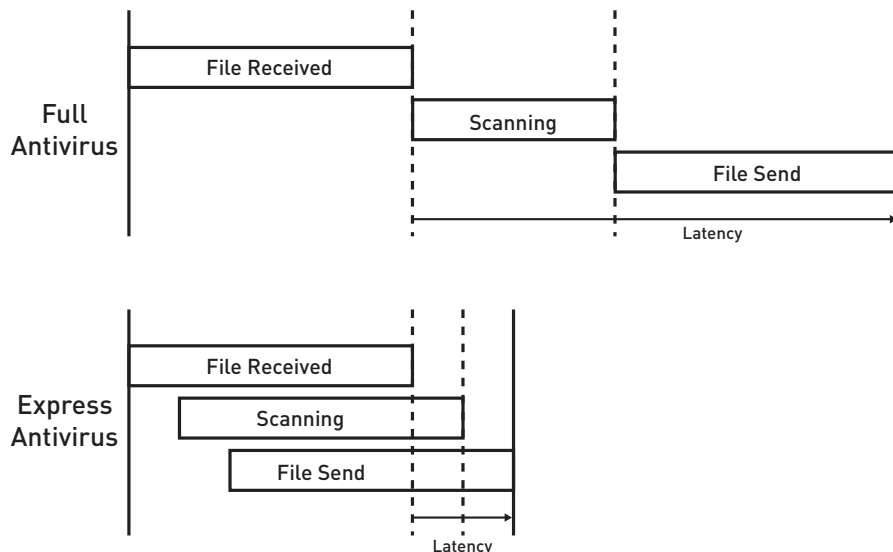 File Received
Full
Antivirus
Scanning
File Send
Latency
File Received
Express
Antivirus
Scanning
File Send
Latency